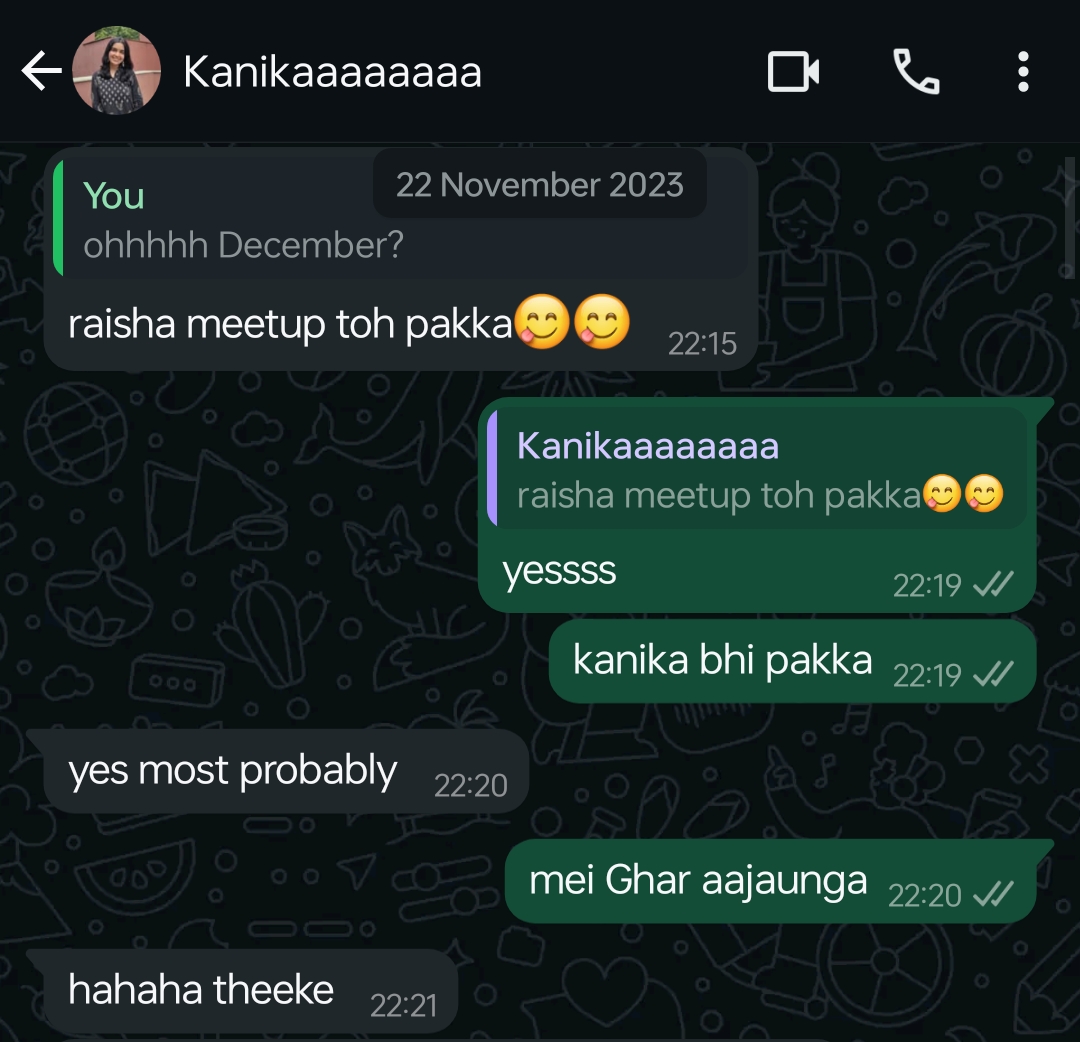 Kanikaaaaaaaa
22 November 2023
You
ohhhhh December?
raisha meetup toh pakka😋😋
22:15
Kanikaaaaaaaa
raisha meetup toh pakka😋😋
yessss
22:19
kanika bhi pakka
22:19
yes most probably
22:20
mei Ghar aajaunga
22:20
hahaha theeke
22:21